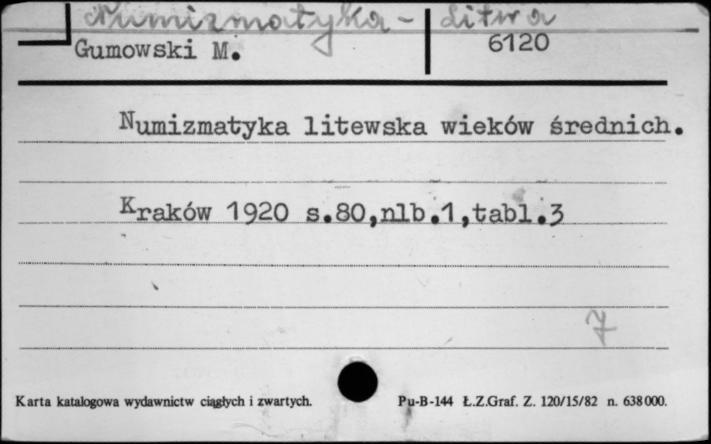 Numizmatyka - Litwa
Gumowski M. 6120
Numizmatyka litewska wieków średnich.
Kraków 1920 s.80,nlb.1,tabl.3
7
Karta katalogowa wydawnictw ciągłych i zwartych. Pu-B-144 Ł.Z.Graf. Z. 120/15/82 n. 638000.